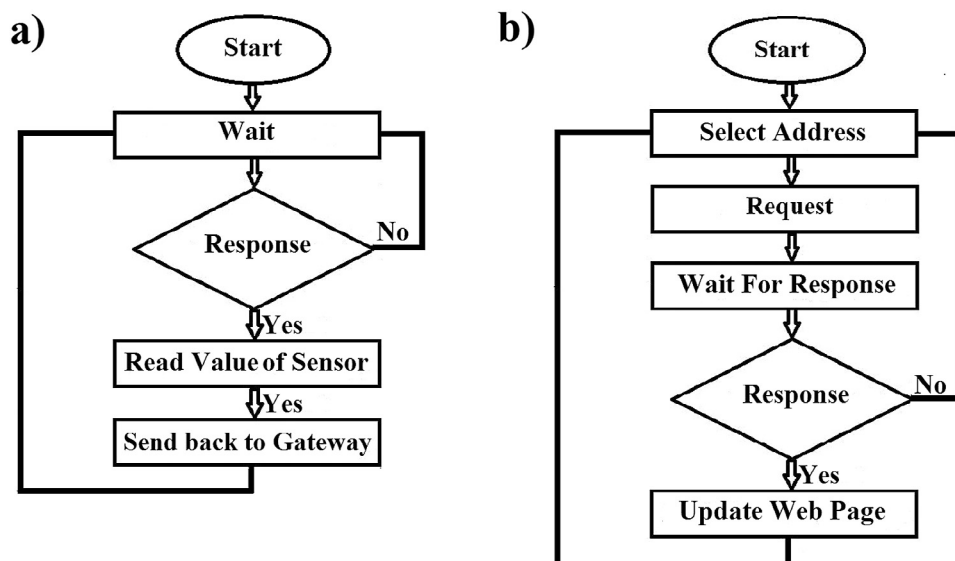 a)
Start
Wait
Response
No
Yes
Read Value of Sensor
Yes
Send back to Gateway
b)
Start
Select Address
Request
Wait For Response
Response
No
Yes
Update Web Page